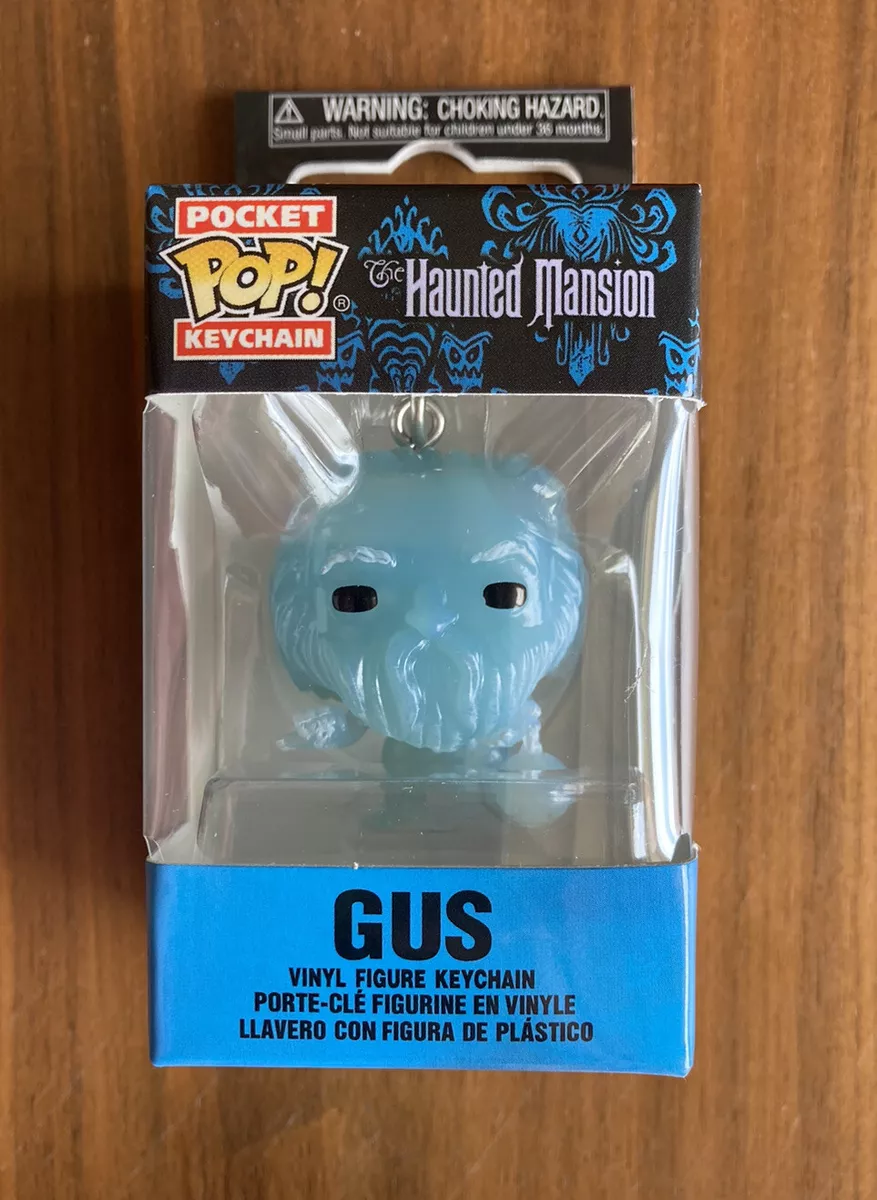 WARNING: CHOKING HAZARD.
Small parts. Not suitable for children under 36 months.
POCKET
POP!®
KEYCHAIN
The Haunted Mansion
GUS
VINYL FIGURE KEYCHAIN
PORTE-CLÉ FIGURINE EN VINYLE
LLAVERO CON FIGURA DE PLÁSTICO